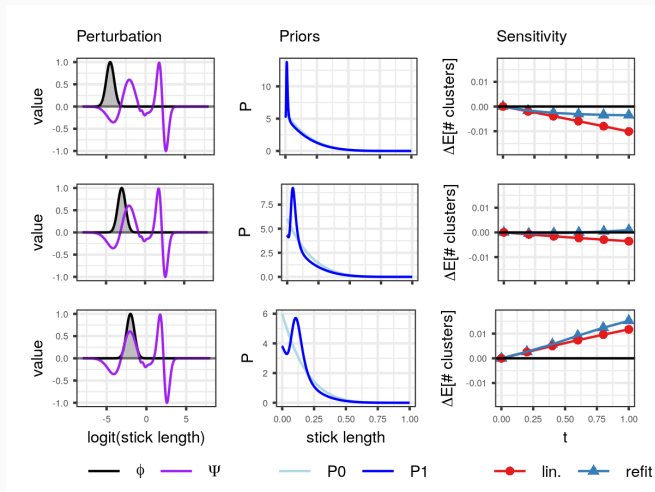 Perturbation Priors Sensitivity
value
1.0
0.5
0.0
-0.5
-1.0
P
10
5
0
ΔE[# clusters]
0.01
0.00
-0.01
value
1.0
0.5
0.0
-0.5
-1.0
P
7.5
5.0
2.5
0.0
ΔE[# clusters]
0.01
0.00
-0.01
value
1.0
0.5
0.0
-0.5
-1.0
P
6
4
2
0
ΔE[# clusters]
0.01
0.00
-0.01
-5 0 5
0.00 0.25 0.50 0.75 1.00
0.00 0.25 0.50 0.75 1.00
logit(stick length) stick length t
ϕ Ψ P0 P1 lin. refit